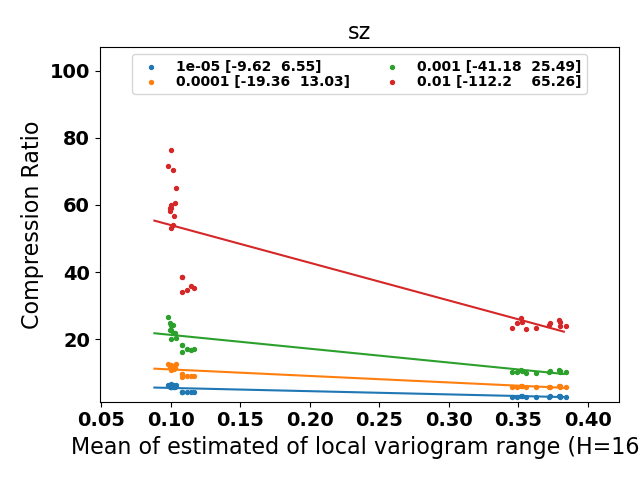 sz
1e-05 [-9.62 6.55]
0.0001 [-19.36 13.03]
0.001 [-41.18 25.49]
0.01 [-112.2 65.26]
Compression Ratio
100
80
60
40
20
0.05 0.10 0.15 0.20 0.25 0.30 0.35 0.40
Mean of estimated of local variogram range (H=16